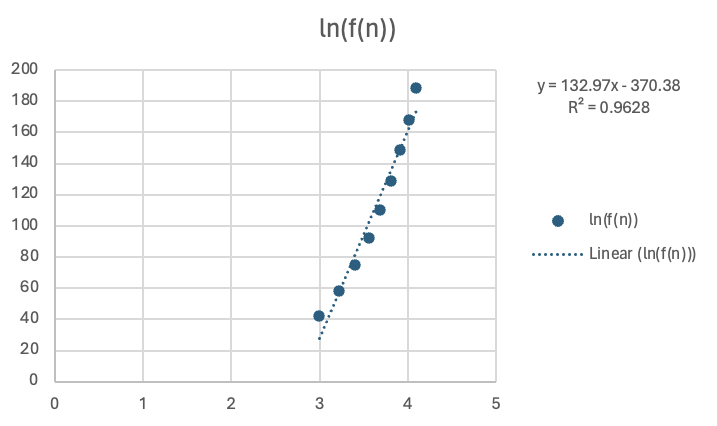 ln(f(n))
200
180
160
140
120
100
80
60
40
20
0
0 1 2 3 4 5
y = 132.97x - 370.38
R² = 0.9628
ln(f(n))
Linear (ln(f(n)))